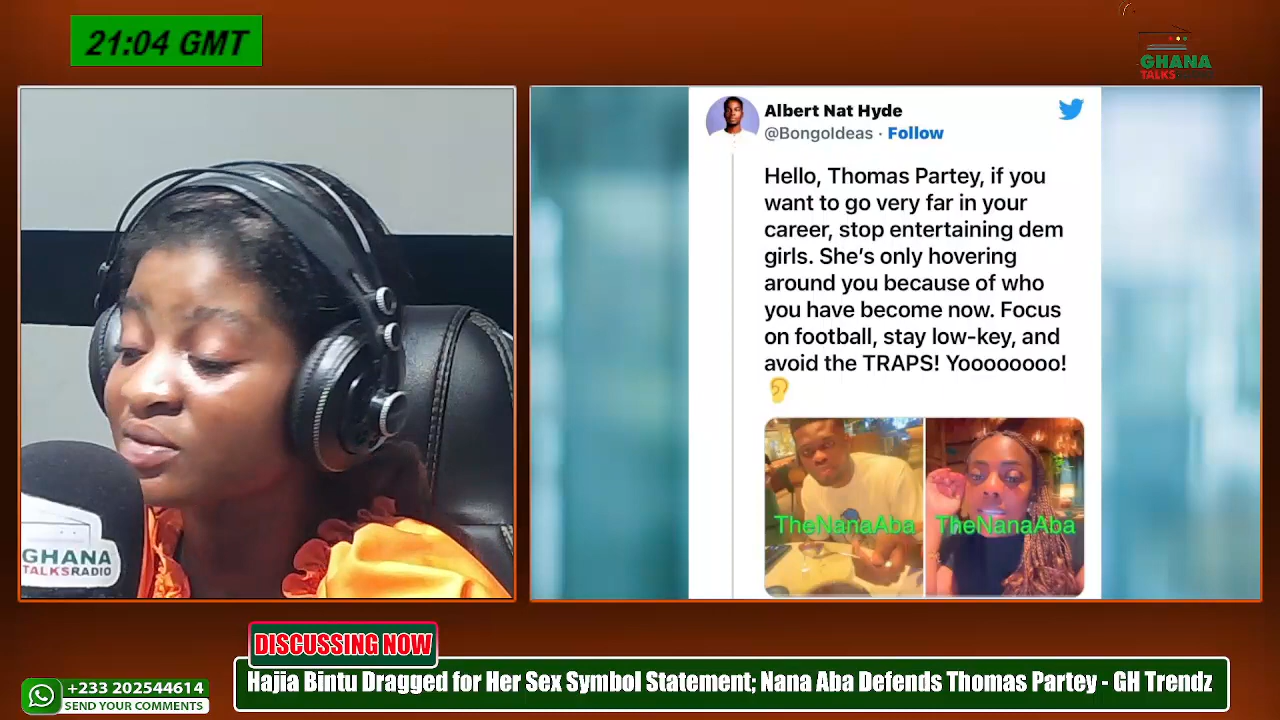 21:04 GMT
GHANA
TALKSRADIO
Albert Nat Hyde
@BongoIdeas · Follow
Hello, Thomas Partey, if you
want to go very far in your
career, stop entertaining dem
girls. She’s only hovering
around you because of who
you have become now. Focus
on football, stay low-key, and
avoid the TRAPS! Yoooooooo!
👂
TheNanaAba
TheNanaAba
GHANA
TALKSRADIO
DISCUSSING NOW
Hajia Bintu Dragged for Her Sex Symbol Statement; Nana Aba Defends Thomas Partey - GH Trendz
+233 202544614
SEND YOUR COMMENTS